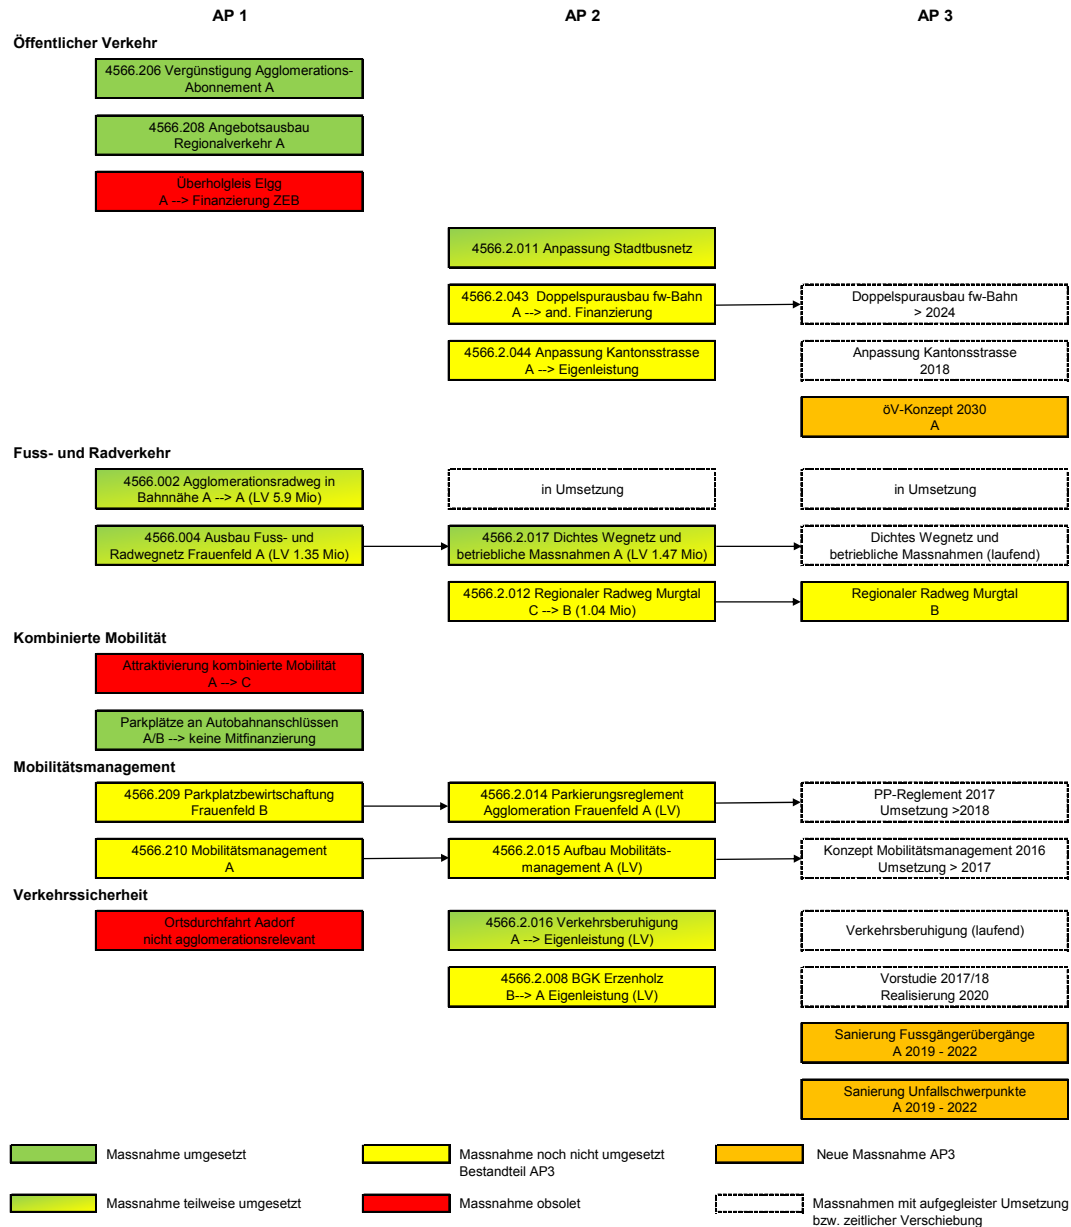 AP 1
AP 2
AP 3
Öffentlicher Verkehr
4566.206 Vergünstigung Agglomerations-
Abonnement A
4566.208 Angebotsausbau
Regionalverkehr A
Überholgleis Elgg
A --> Finanzierung ZEB
4566.2.011 Anpassung Stadtbusnetz
4566.2.043 Doppelspurausbau fw-Bahn
A --> and. Finanzierung
Doppelspurausbau fw-Bahn
> 2024
4566.2.044 Anpassung Kantonsstrasse
A --> Eigenleistung
Anpassung Kantonsstrasse
2018
öV-Konzept 2030
A
Fuss- und Radverkehr
4566.002 Agglomerationsradweg in
Bahnnähe A --> A (LV 5.9 Mio)
in Umsetzung
in Umsetzung
4566.004 Ausbau Fuss- und
Radwegnetz Frauenfeld A (LV 1.35 Mio)
4566.2.017 Dichtes Wegnetz und
betriebliche Massnahmen A (LV 1.47 Mio)
Dichtes Wegnetz und
betriebliche Massnahmen (laufend)
4566.2.012 Regionaler Radweg Murgtal
C --> B (1.04 Mio)
Regionaler Radweg Murgtal
B
Kombinierte Mobilität
Attraktivierung kombinierte Mobilität
A --> C
Parkplätze an Autobahnanschlüssen
A/B --> keine Mitfinanzierung
Mobilitätsmanagement
4566.209 Parkplatzbewirtschaftung
Frauenfeld B
4566.2.014 Parkierungsreglement
Agglomeration Frauenfeld A (LV)
PP-Reglement 2017
Umsetzung >2018
4566.210 Mobilitätsmanagement
A
4566.2.015 Aufbau Mobilitäts-
management A (LV)
Konzept Mobilitätsmanagement 2016
Umsetzung > 2017
Verkehrssicherheit
Ortsdurchfahrt Aadorf
nicht agglomerationsrelevant
4566.2.016 Verkehrsberuhigung
A --> Eigenleistung (LV)
Verkehrsberuhigung (laufend)
4566.2.008 BGK Erzenholz
B--> A Eigenleistung (LV)
Vorstudie 2017/18
Realisierung 2020
Sanierung Fussgängerübergänge
A 2019 - 2022
Sanierung Unfallschwerpunkte
A 2019 - 2022
Massnahme umgesetzt
Massnahme noch nicht umgesetzt
Bestandteil AP3
Neue Massnahme AP3
Massnahme teilweise umgesetzt
Massnahme obsolet
Massnahmen mit aufgegleister Umsetzung
bzw. zeitlicher Verschiebung